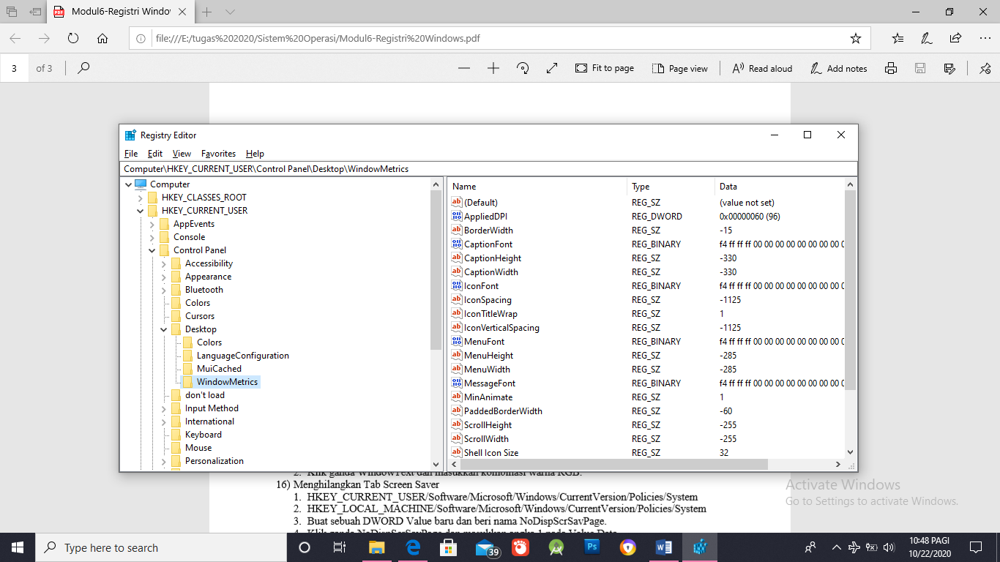 Modul6-Registri Windov
file:///E:/tugas%202020/Sistem%20Operasi/Modul6-Registri%20Windows.pdf
3 of 3
Fit to page
Page view
Read aloud
Add notes
Registry Editor
File Edit View Favorites Help
Computer\HKEY_CURRENT_USER\Control Panel\Desktop\WindowMetrics
Computer
HKEY_CLASSES_ROOT
HKEY_CURRENT_USER
AppEvents
Console
Control Panel
Accessibility
Appearance
Bluetooth
Colors
Cursors
Desktop
Colors
LanguageConfiguration
MuiCached
WindowMetrics
don't load
Input Method
International
Keyboard
Mouse
Personalization
Name Type Data
(Default) REG_SZ (value not set)
AppliedDPI REG_DWORD 0x00000060 (96)
BorderWidth REG_SZ -15
CaptionFont REG_BINARY f4 ff ff ff 00 00 00 00 00 00 00 0
CaptionHeight REG_SZ -330
CaptionWidth REG_SZ -330
IconFont REG_BINARY f4 ff ff ff 00 00 00 00 00 00 00 0
IconSpacing REG_SZ -1125
IconTitleWrap REG_SZ 1
IconVerticalSpacing REG_SZ -1125
MenuFont REG_BINARY f4 ff ff ff 00 00 00 00 00 00 00 0
MenuHeight REG_SZ -285
MenuWidth REG_SZ -285
MessageFont REG_BINARY f4 ff ff ff 00 00 00 00 00 00 00 0
MinAnimate REG_SZ 1
PaddedBorderWidth REG_SZ -60
ScrollHeight REG_SZ -255
ScrollWidth REG_SZ -255
Shell Icon Size REG_SZ 32
2. Klik ganda WindowText dan masukkan kombinasi warna RGB.
16) Menghilangkan Tab Screen Saver
1. HKEY_CURRENT_USER/Software/Microsoft/Windows/CurrentVersion/Policies/System
2. HKEY_LOCAL_MACHINE/Software/Microsoft/Windows/CurrentVersion/Policies/System
3. Buat sebuah DWORD Value baru dan beri nama NoDispScrSavPage.
4. Klik ganda NoDispScrSavPage dan masukkan angka 1 pada Value Data.
Activate Windows
Go to Settings to activate Windows.
Type here to search
39
Ps
10:48 PAGI
10/22/2020